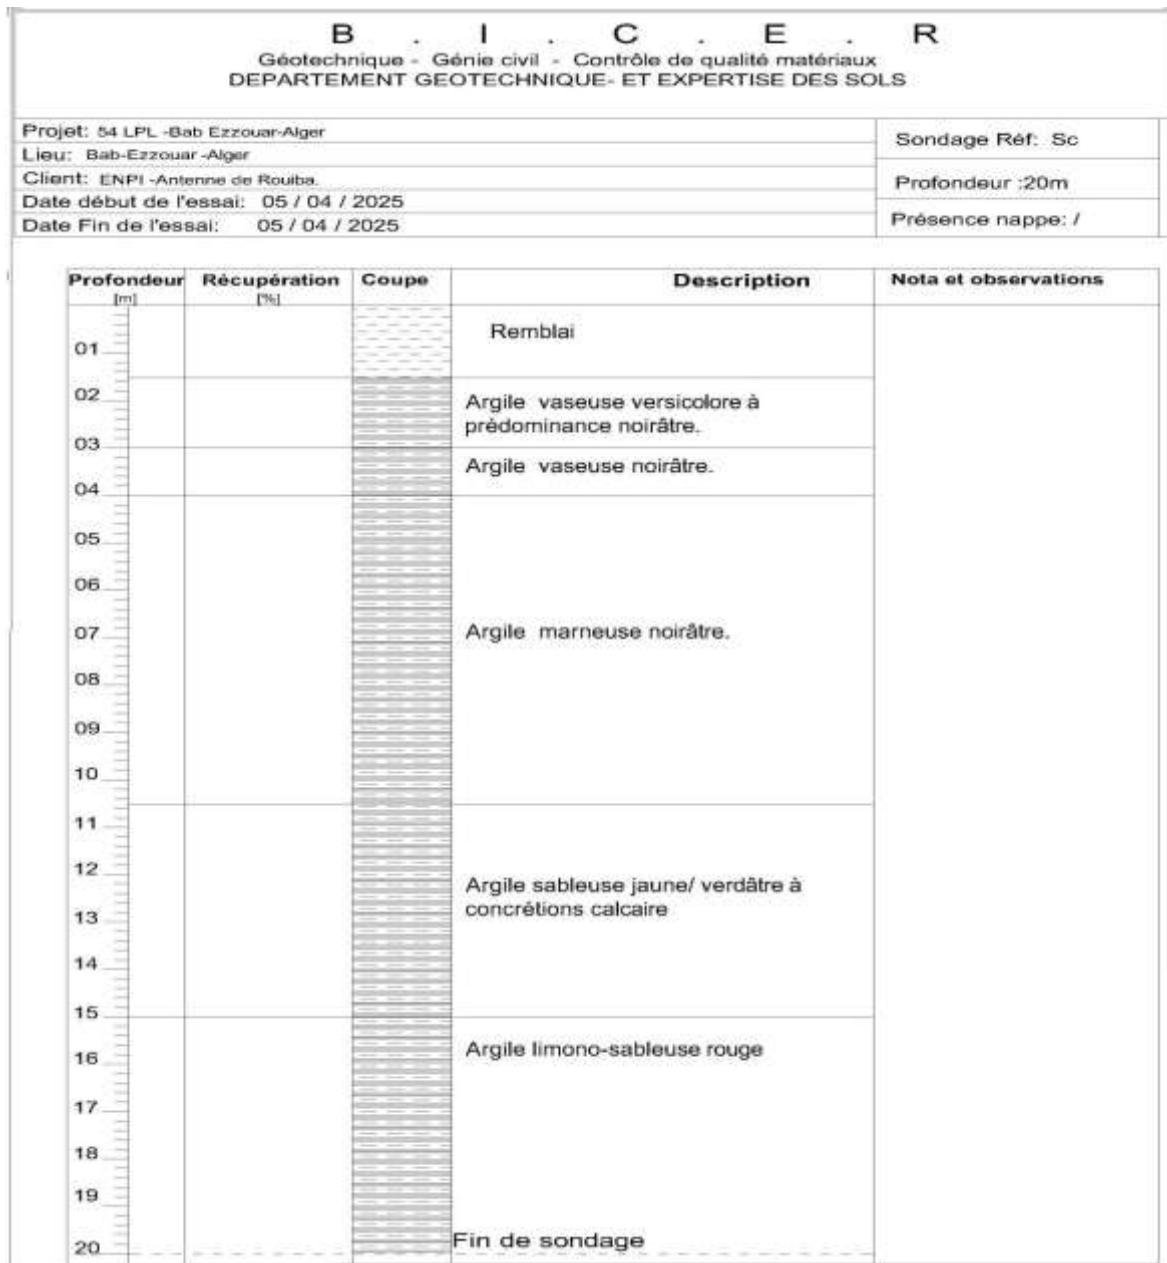 B . I . C . E . R
Géotechnique - Génie civil - Contrôle de qualité matériaux
DEPARTEMENT GEOTECHNIQUE- ET EXPERTISE DES SOLS
Projet: 54 LPL -Bab Ezzouar-Alger
Lieu: Bab-Ezzouar -Alger
Client: ENPI -Antenne de Rouiba.
Date début de l'essai: 05 / 04 / 2025
Date Fin de l'essai: 05 / 04 / 2025
Sondage Réf: Sc
Profondeur :20m
Présence nappe: /
Profondeur [m] Récupération [%] Coupe Description Nota et observations
Remblai
01
02
Argile vaseuse versicolore à
prédominance noirâtre.
03
Argile vaseuse noirâtre.
04
05
06
07 Argile marneuse noirâtre.
08
09
10
11
12
Argile sableuse jaune/ verdâtre à
concrétions calcaire
13
14
15
Argile limono-sableuse rouge
16
17
18
19
Fin de sondage
20